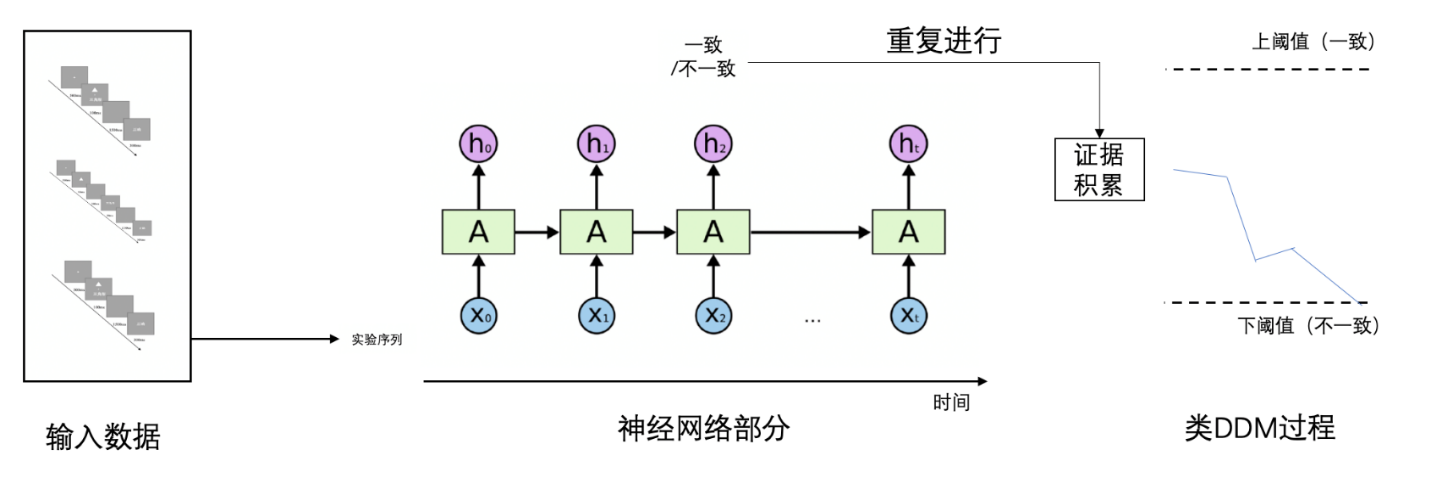 一致
/不一致
重复进行
上阈值（一致）
h0
h1
h2
ht
证据
积累
A
A
A
A
x0
x1
x2
...
xt
实验序列
下阈值（不一致）
时间
输入数据
神经网络部分
类DDM过程